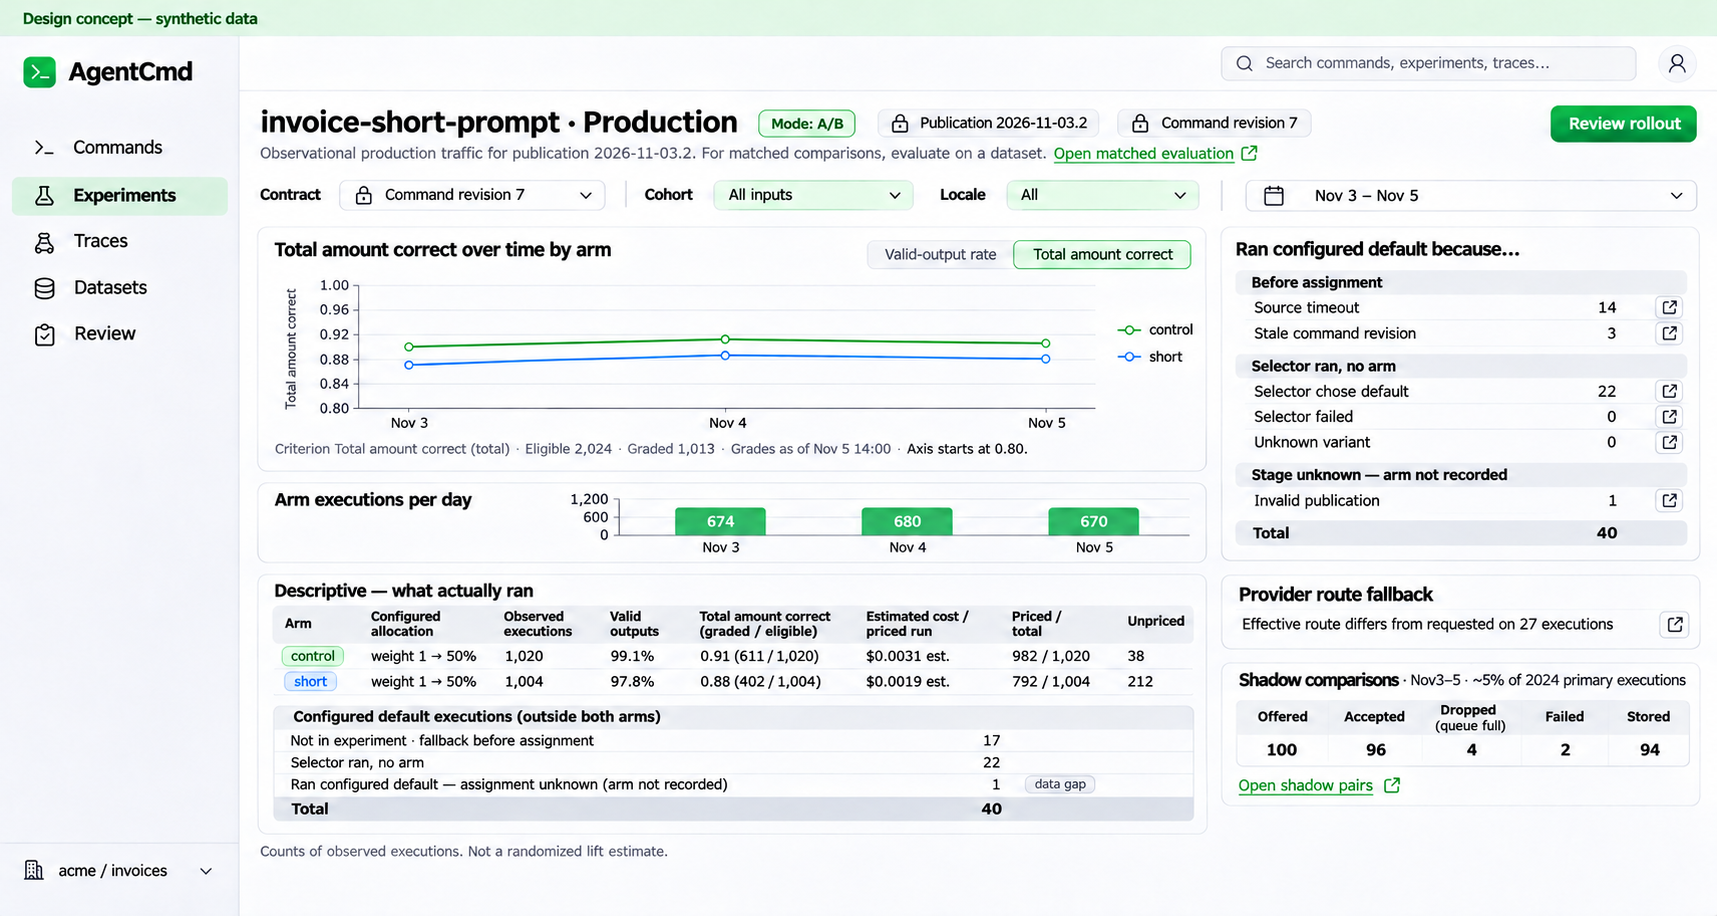 Design concept — synthetic data
AgentCmd
Search commands, experiments, traces...
Commands
Experiments
Traces
Datasets
Review
acme / invoices
invoice-short-prompt · Production
Mode: A/B
Publication 2026-11-03.2
Command revision 7
Review rollout
Observational production traffic for publication 2026-11-03.2. For matched comparisons, evaluate on a dataset. Open matched evaluation
Contract Command revision 7 Cohort All inputs Locale All Nov 3 – Nov 5
Total amount correct over time by arm
Valid-output rate Total amount correct
Total amount correct
1.00
0.96
0.92
0.88
0.84
0.80
Nov 3 Nov 4 Nov 5
control
short
Criterion Total amount correct (total) · Eligible 2,024 · Graded 1,013 · Grades as of Nov 5 14:00 · Axis starts at 0.80.
Arm executions per day
1,200
600
0
674 680 670
Nov 3 Nov 4 Nov 5
Descriptive — what actually ran
Arm Configured allocation Observed executions Valid outputs Total amount correct (graded / eligible) Estimated cost / priced run Priced / total Unpriced
control weight 1 → 50% 1,020 99.1% 0.91 (611 / 1,020) $0.0031 est. 982 / 1,020 38
short weight 1 → 50% 1,004 97.8% 0.88 (402 / 1,004) $0.0019 est. 792 / 1,004 212
Configured default executions (outside both arms)
Not in experiment · fallback before assignment 17
Selector ran, no arm 22
Ran configured default — assignment unknown (arm not recorded) 1 data gap
Total 40
Counts of observed executions. Not a randomized lift estimate.
Ran configured default because...
Before assignment
Source timeout 14
Stale command revision 3
Selector ran, no arm
Selector chose default 22
Selector failed 0
Unknown variant 0
Stage unknown — arm not recorded
Invalid publication 1
Total 40
Provider route fallback
Effective route differs from requested on 27 executions
Shadow comparisons · Nov3–5 · ~5% of 2024 primary executions
Offered Accepted Dropped (queue full) Failed Stored
100 96 4 2 94
Open shadow pairs